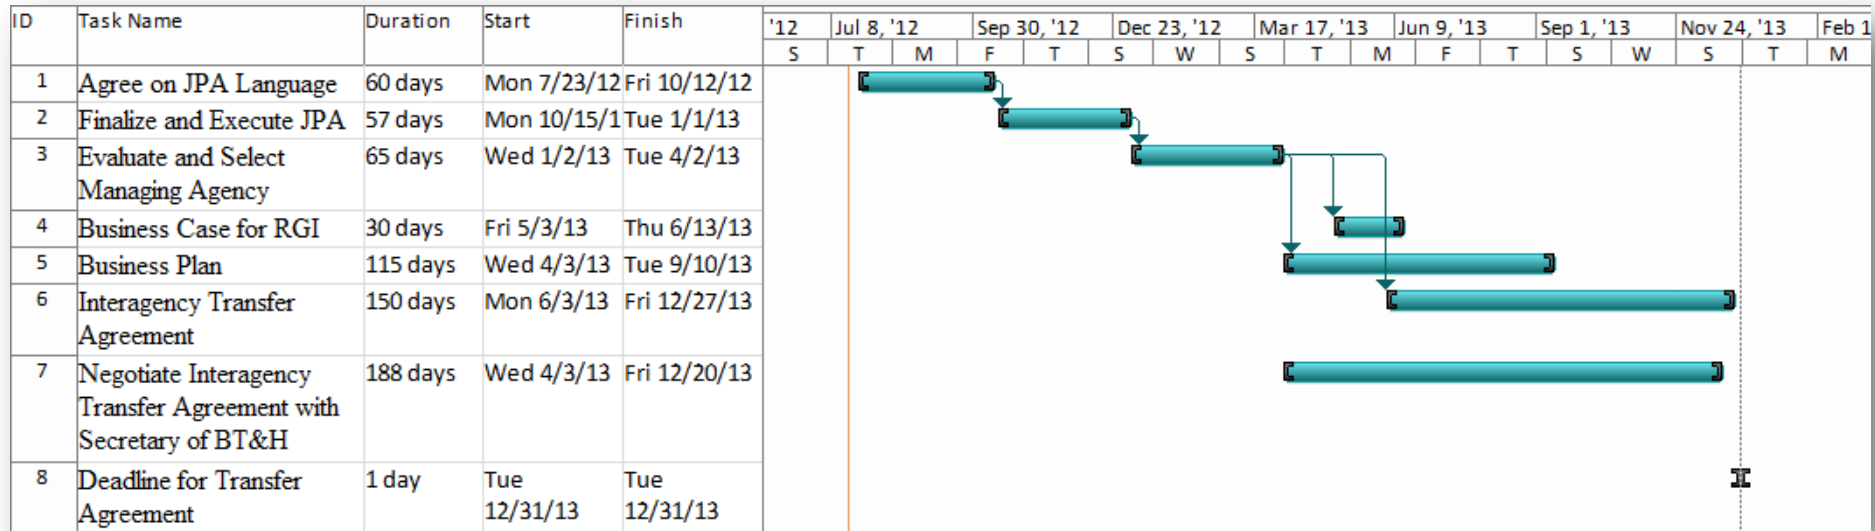 ID Task Name Duration Start Finish
'12 Jul 8, '12 Sep 30, '12 Dec 23, '12 Mar 17, '13 Jun 9, '13 Sep 1, '13 Nov 24, '13 Feb 1
S T M F T S W S T M F T S W S T M
1 Agree on JPA Language 60 days Mon 7/23/12 Fri 10/12/12
2 Finalize and Execute JPA 57 days Mon 10/15/1 Tue 1/1/13
3 Evaluate and Select 65 days Wed 1/2/13 Tue 4/2/13
Managing Agency
4 Business Case for RGI 30 days Fri 5/3/13 Thu 6/13/13
5 Business Plan 115 days Wed 4/3/13 Tue 9/10/13
6 Interagency Transfer 150 days Mon 6/3/13 Fri 12/27/13
Agreement
7 Negotiate Interagency 188 days Wed 4/3/13 Fri 12/20/13
Transfer Agreement with
Secretary of BT&H
8 Deadline for Transfer 1 day Tue Tue
Agreement 12/31/13 12/31/13